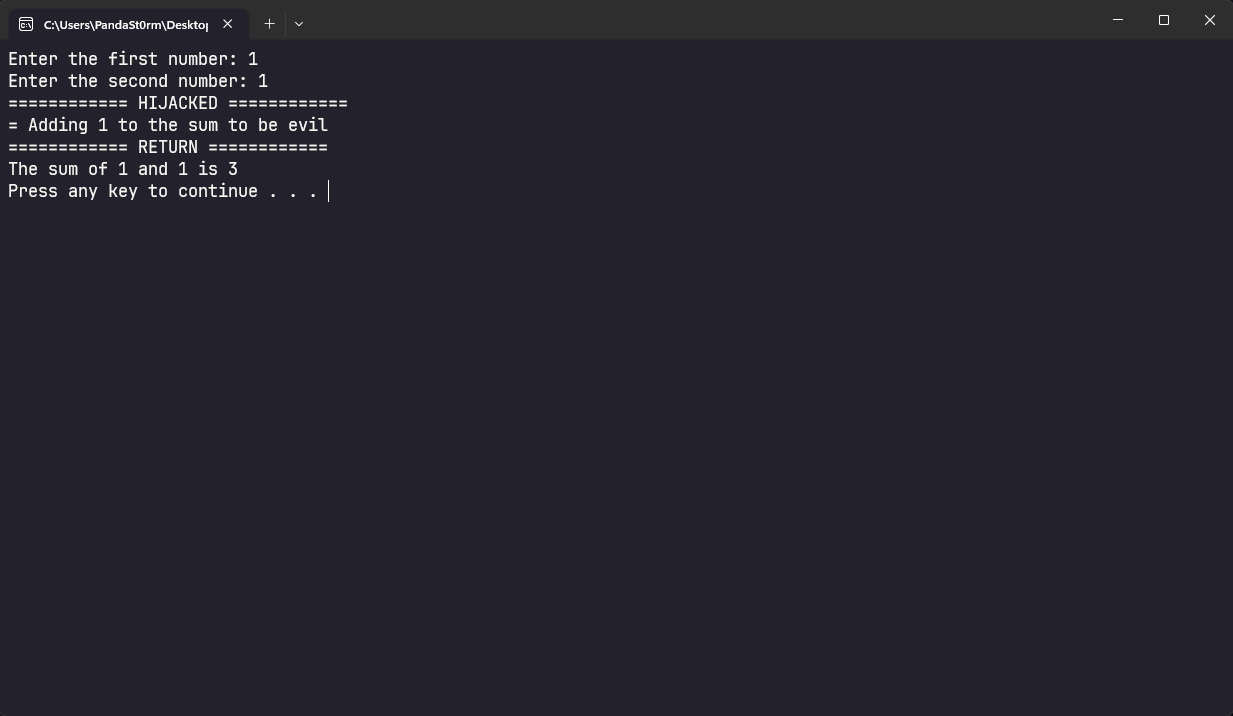 C:\Users\PandaSt0rm\Desktop
Enter the first number: 1
Enter the second number: 1
============ HIJACKED ============
= Adding 1 to the sum to be evil
============ RETURN ============
The sum of 1 and 1 is 3
Press any key to continue . . .